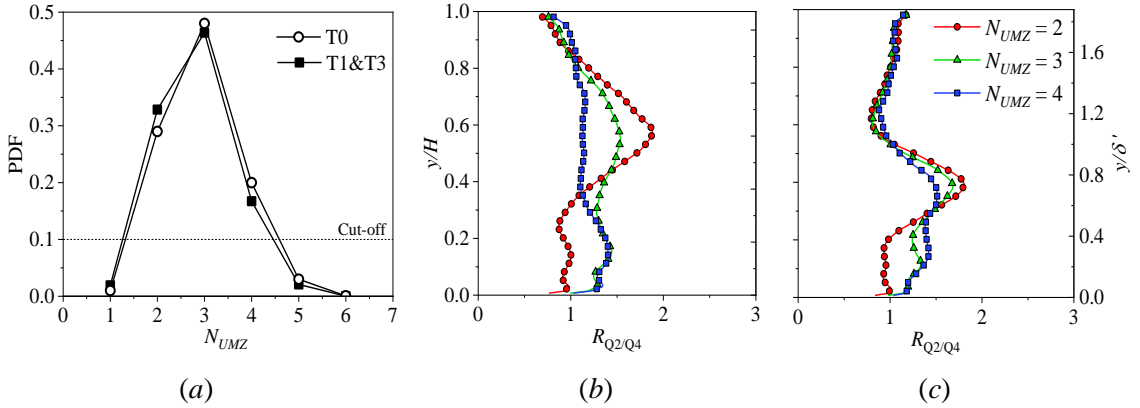 0.5
0.4
0.3
0.2
0.1
0.0
PDF
T0
T1&T3
Cut-off
0 1 2 3 4 5 6 7
N_UMZ
(a)
1.0
0.8
0.6
0.4
0.2
0.0
y/H
0 1 2 3
R_Q2/Q4
(b)
N_UMZ = 2
N_UMZ = 3
N_UMZ = 4
1.6
1.2
0.8
0.4
0.0
y/δ'
0 1 2 3
R_Q2/Q4
(c)